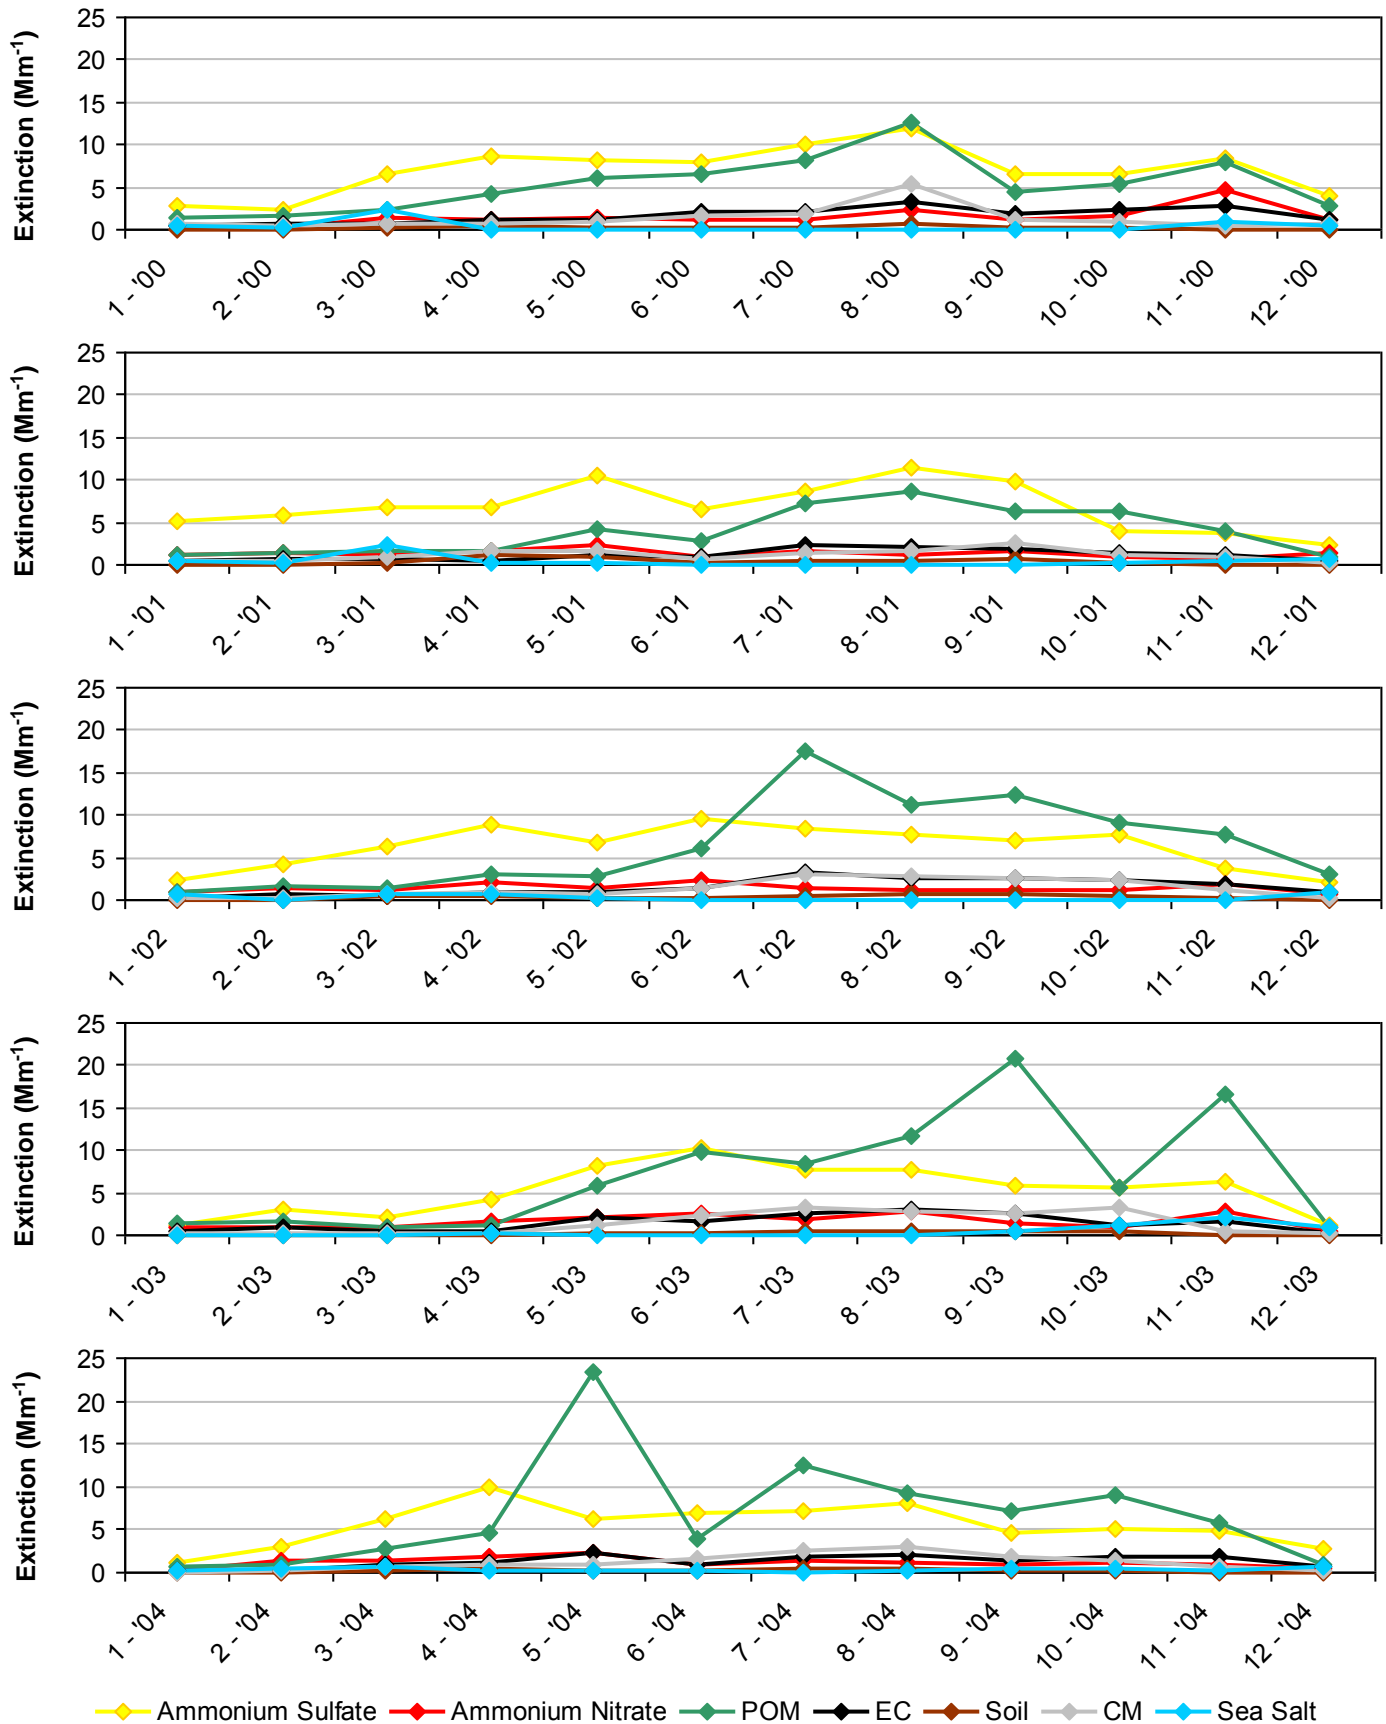 25
20
15
10
5
0
Extinction (Mm⁻¹)
1 - '00 2 - '00 3 - '00 4 - '00 5 - '00 6 - '00 7 - '00 8 - '00 9 - '00 10 - '00 11 - '00 12 - '00
25
20
15
10
5
0
Extinction (Mm⁻¹)
1 - '01 2 - '01 3 - '01 4 - '01 5 - '01 6 - '01 7 - '01 8 - '01 9 - '01 10 - '01 11 - '01 12 - '01
25
20
15
10
5
0
Extinction (Mm⁻¹)
1 - '02 2 - '02 3 - '02 4 - '02 5 - '02 6 - '02 7 - '02 8 - '02 9 - '02 10 - '02 11 - '02 12 - '02
25
20
15
10
5
0
Extinction (Mm⁻¹)
1 - '03 2 - '03 3 - '03 4 - '03 5 - '03 6 - '03 7 - '03 8 - '03 9 - '03 10 - '03 11 - '03 12 - '03
25
20
15
10
5
0
Extinction (Mm⁻¹)
1 - '04 2 - '04 3 - '04 4 - '04 5 - '04 6 - '04 7 - '04 8 - '04 9 - '04 10 - '04 11 - '04 12 - '04
Ammonium Sulfate Ammonium Nitrate POM EC Soil CM Sea Salt